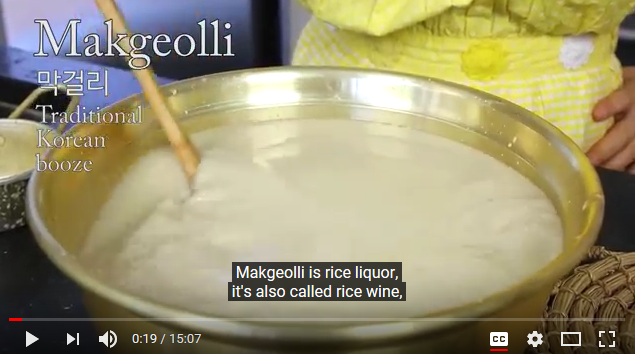 Makgeolli
막걸리
Traditional
Korean
booze
Makgeolli is rice liquor,
it's also called rice wine,
0:19 / 15:07
CC